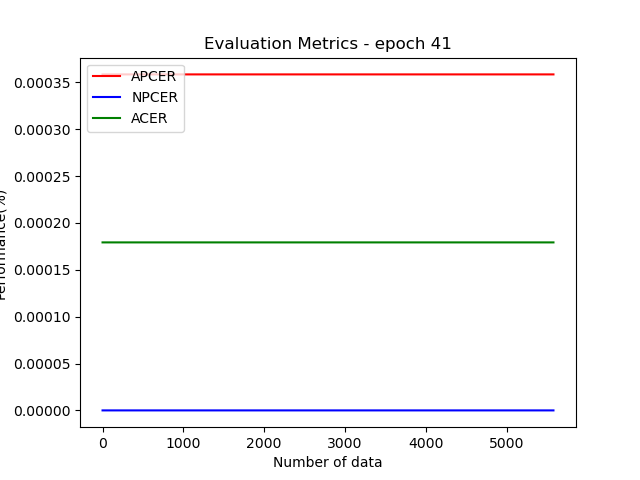 Evaluation Metrics - epoch 41
APCER
NPCER
ACER
0.00035
0.00030
0.00025
0.00020
0.00015
0.00010
0.00005
0.00000
Performance(%)
0 1000 2000 3000 4000 5000
Number of data